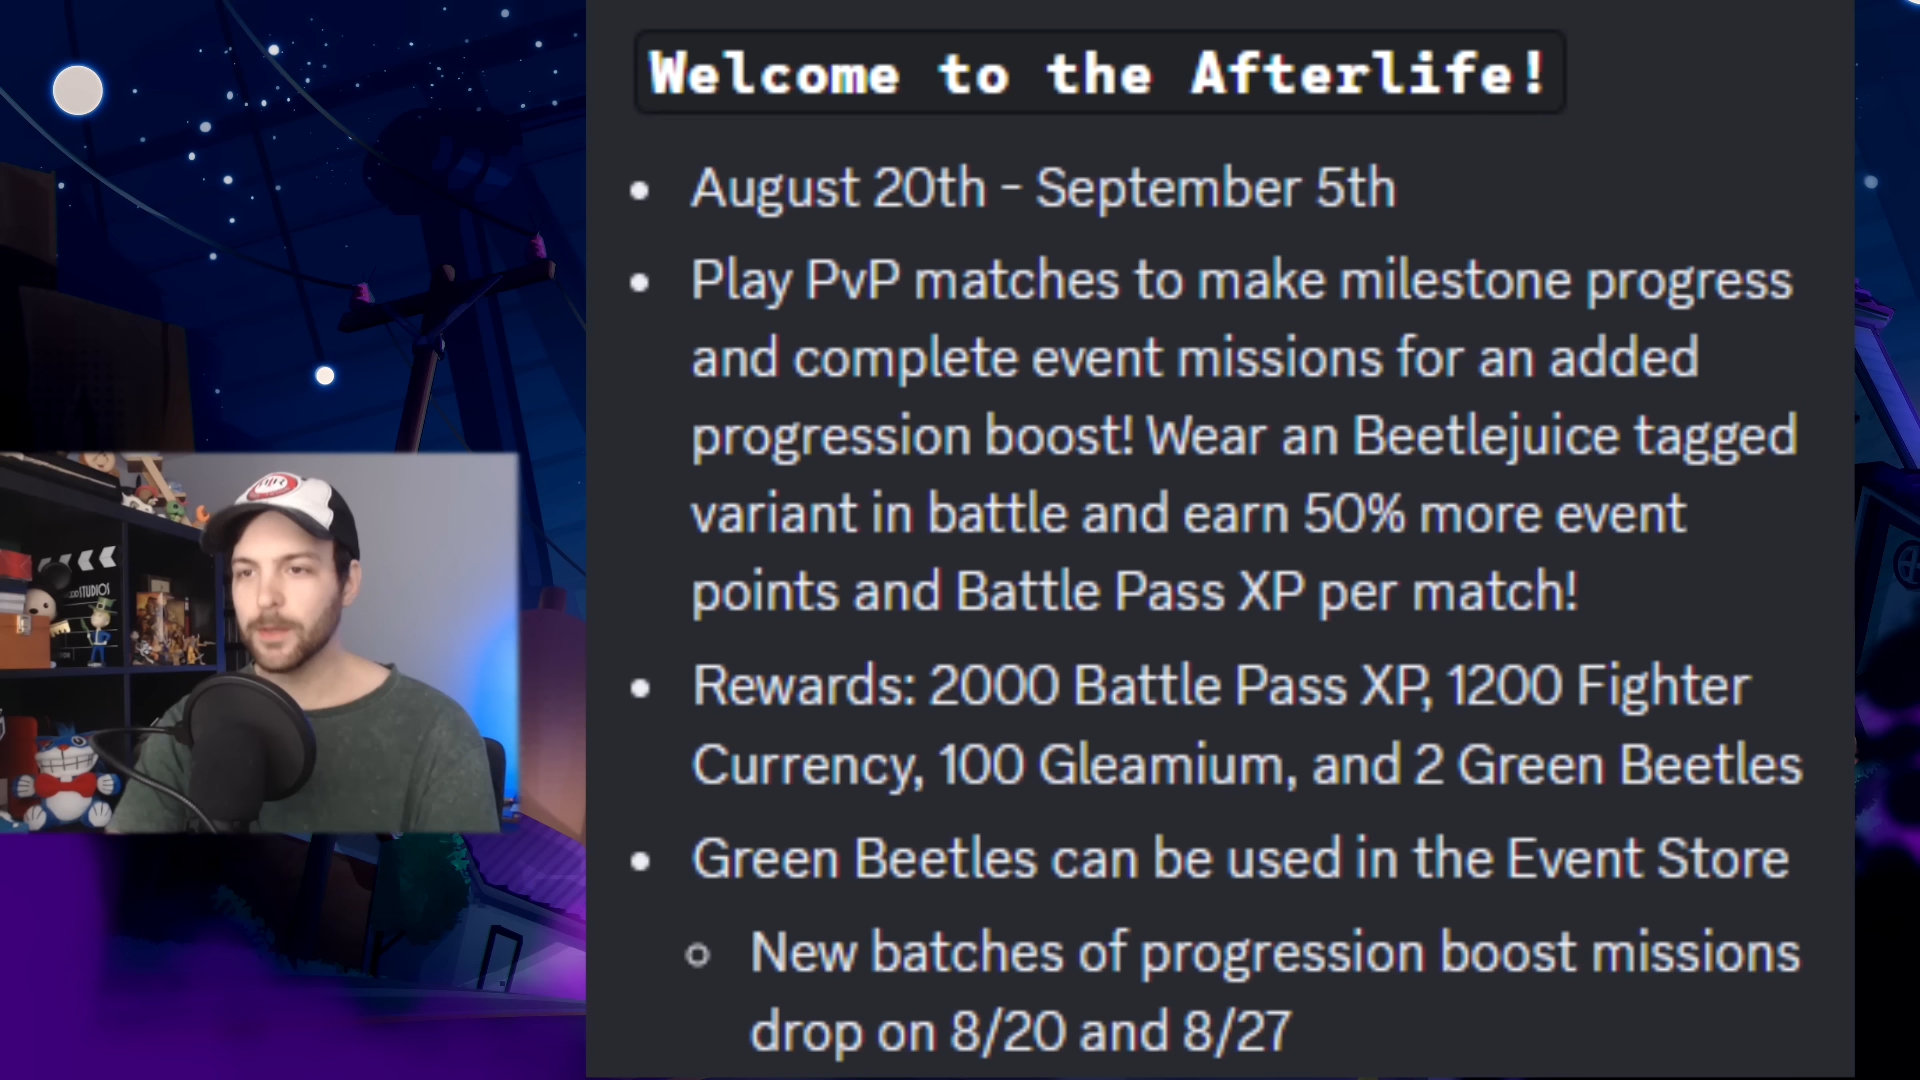 Welcome to the Afterlife!
• August 20th - September 5th
• Play PvP matches to make milestone progress
and complete event missions for an added
progression boost! Wear an Beetlejuice tagged
variant in battle and earn 50% more event
points and Battle Pass XP per match!
• Rewards: 2000 Battle Pass XP, 1200 Fighter
Currency, 100 Gleamium, and 2 Green Beetles
• Green Beetles can be used in the Event Store
○ New batches of progression boost missions
drop on 8/20 and 8/27
STUDIOS